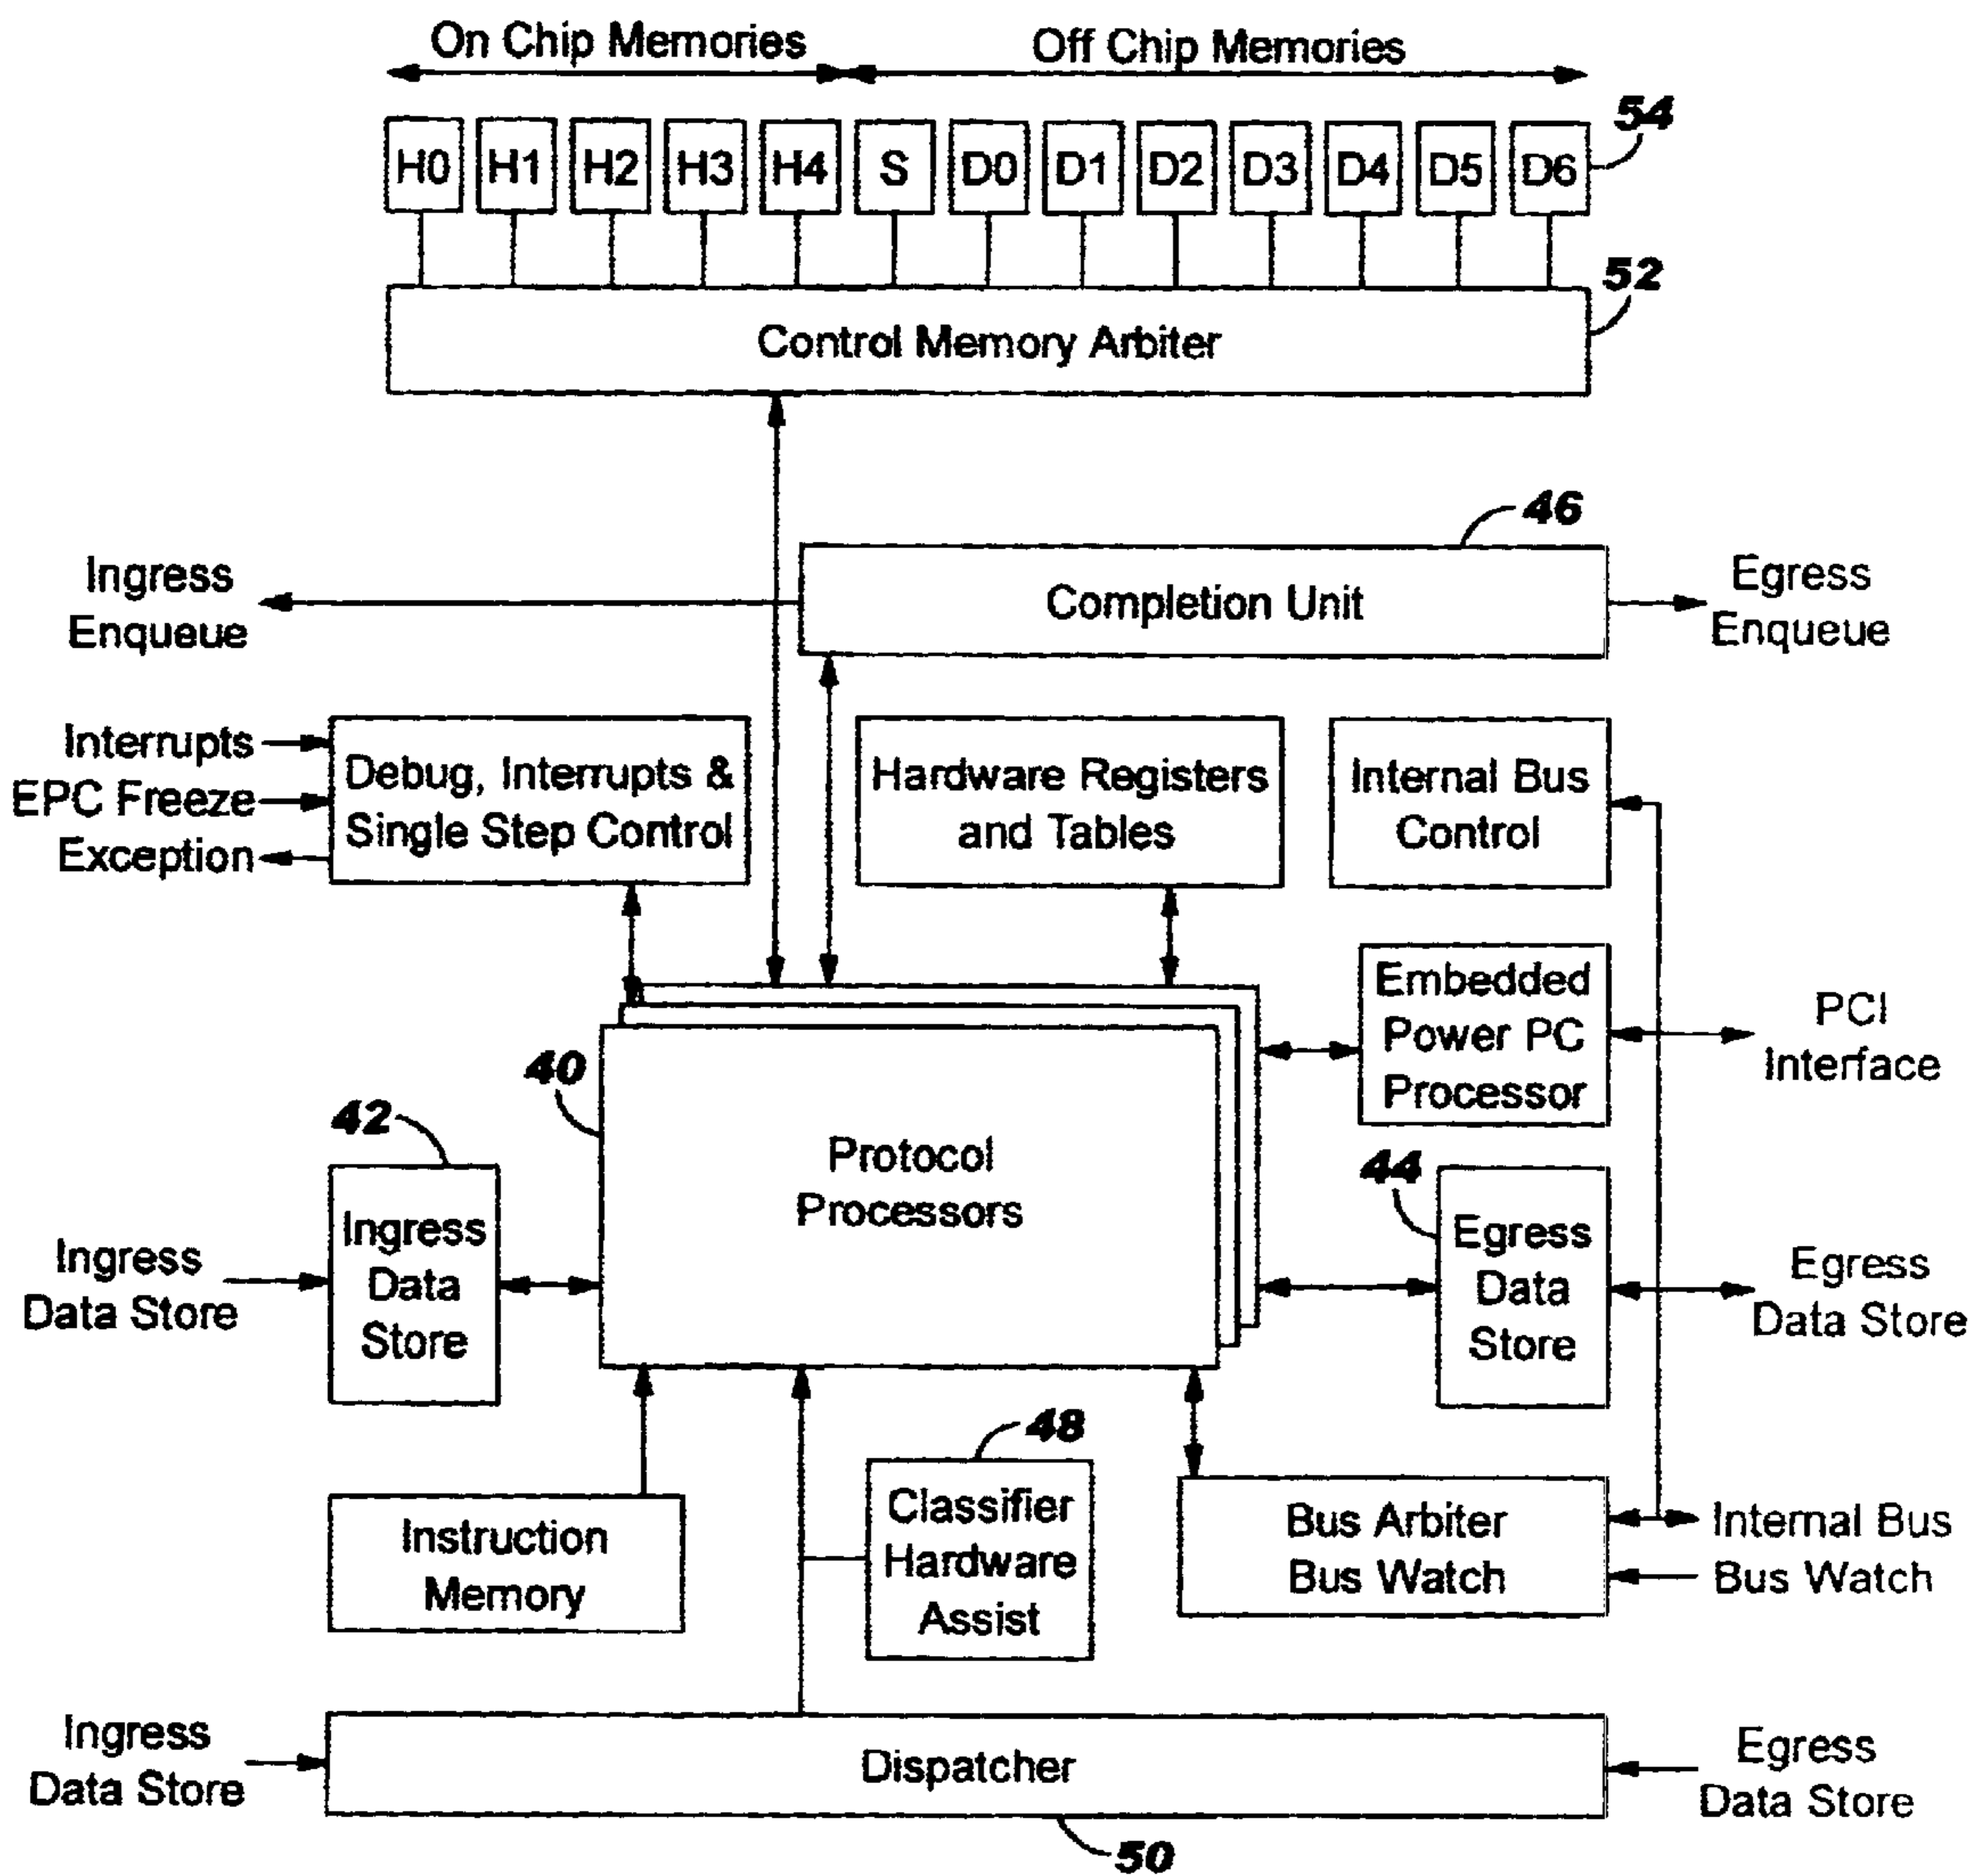 On Chip Memories
Off Chip Memories
54
H0 H1 H2 H3 H4 S D0 D1 D2 D3 D4 D5 D6
52
Control Memory Arbiter
46
Ingress
Enqueue
Completion Unit
Egress
Enqueue
Interrupts
EPC Freeze
Exception
Debug, Interrupts &
Single Step Control
Hardware Registers
and Tables
Internal Bus
Control
Embedded
Power PC
Processor
PCI
Interface
40
42
44
Protocol
Processors
Ingress
Data Store
Ingress
Data
Store
Egress
Data
Store
Egress
Data Store
48
Instruction
Memory
Classifier
Hardware
Assist
Bus Arbiter
Bus Watch
Internal Bus
Bus Watch
Ingress
Data Store
Dispatcher
Egress
Data Store
50